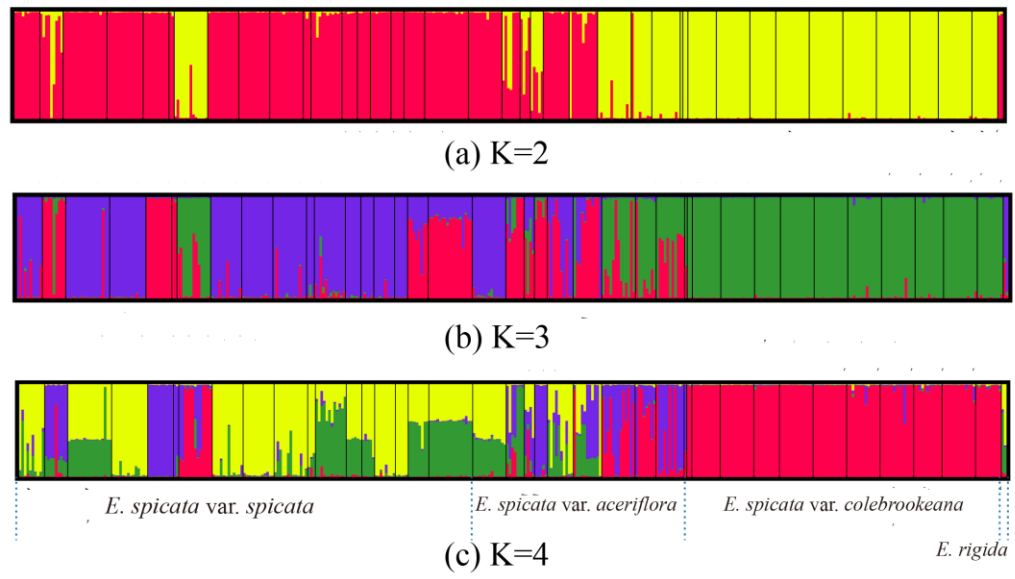 (a) K=2
(b) K=3
E. spicata var. spicata E. spicata var. aceriflora E. spicata var. colebrookeana
E. rigida
(c) K=4